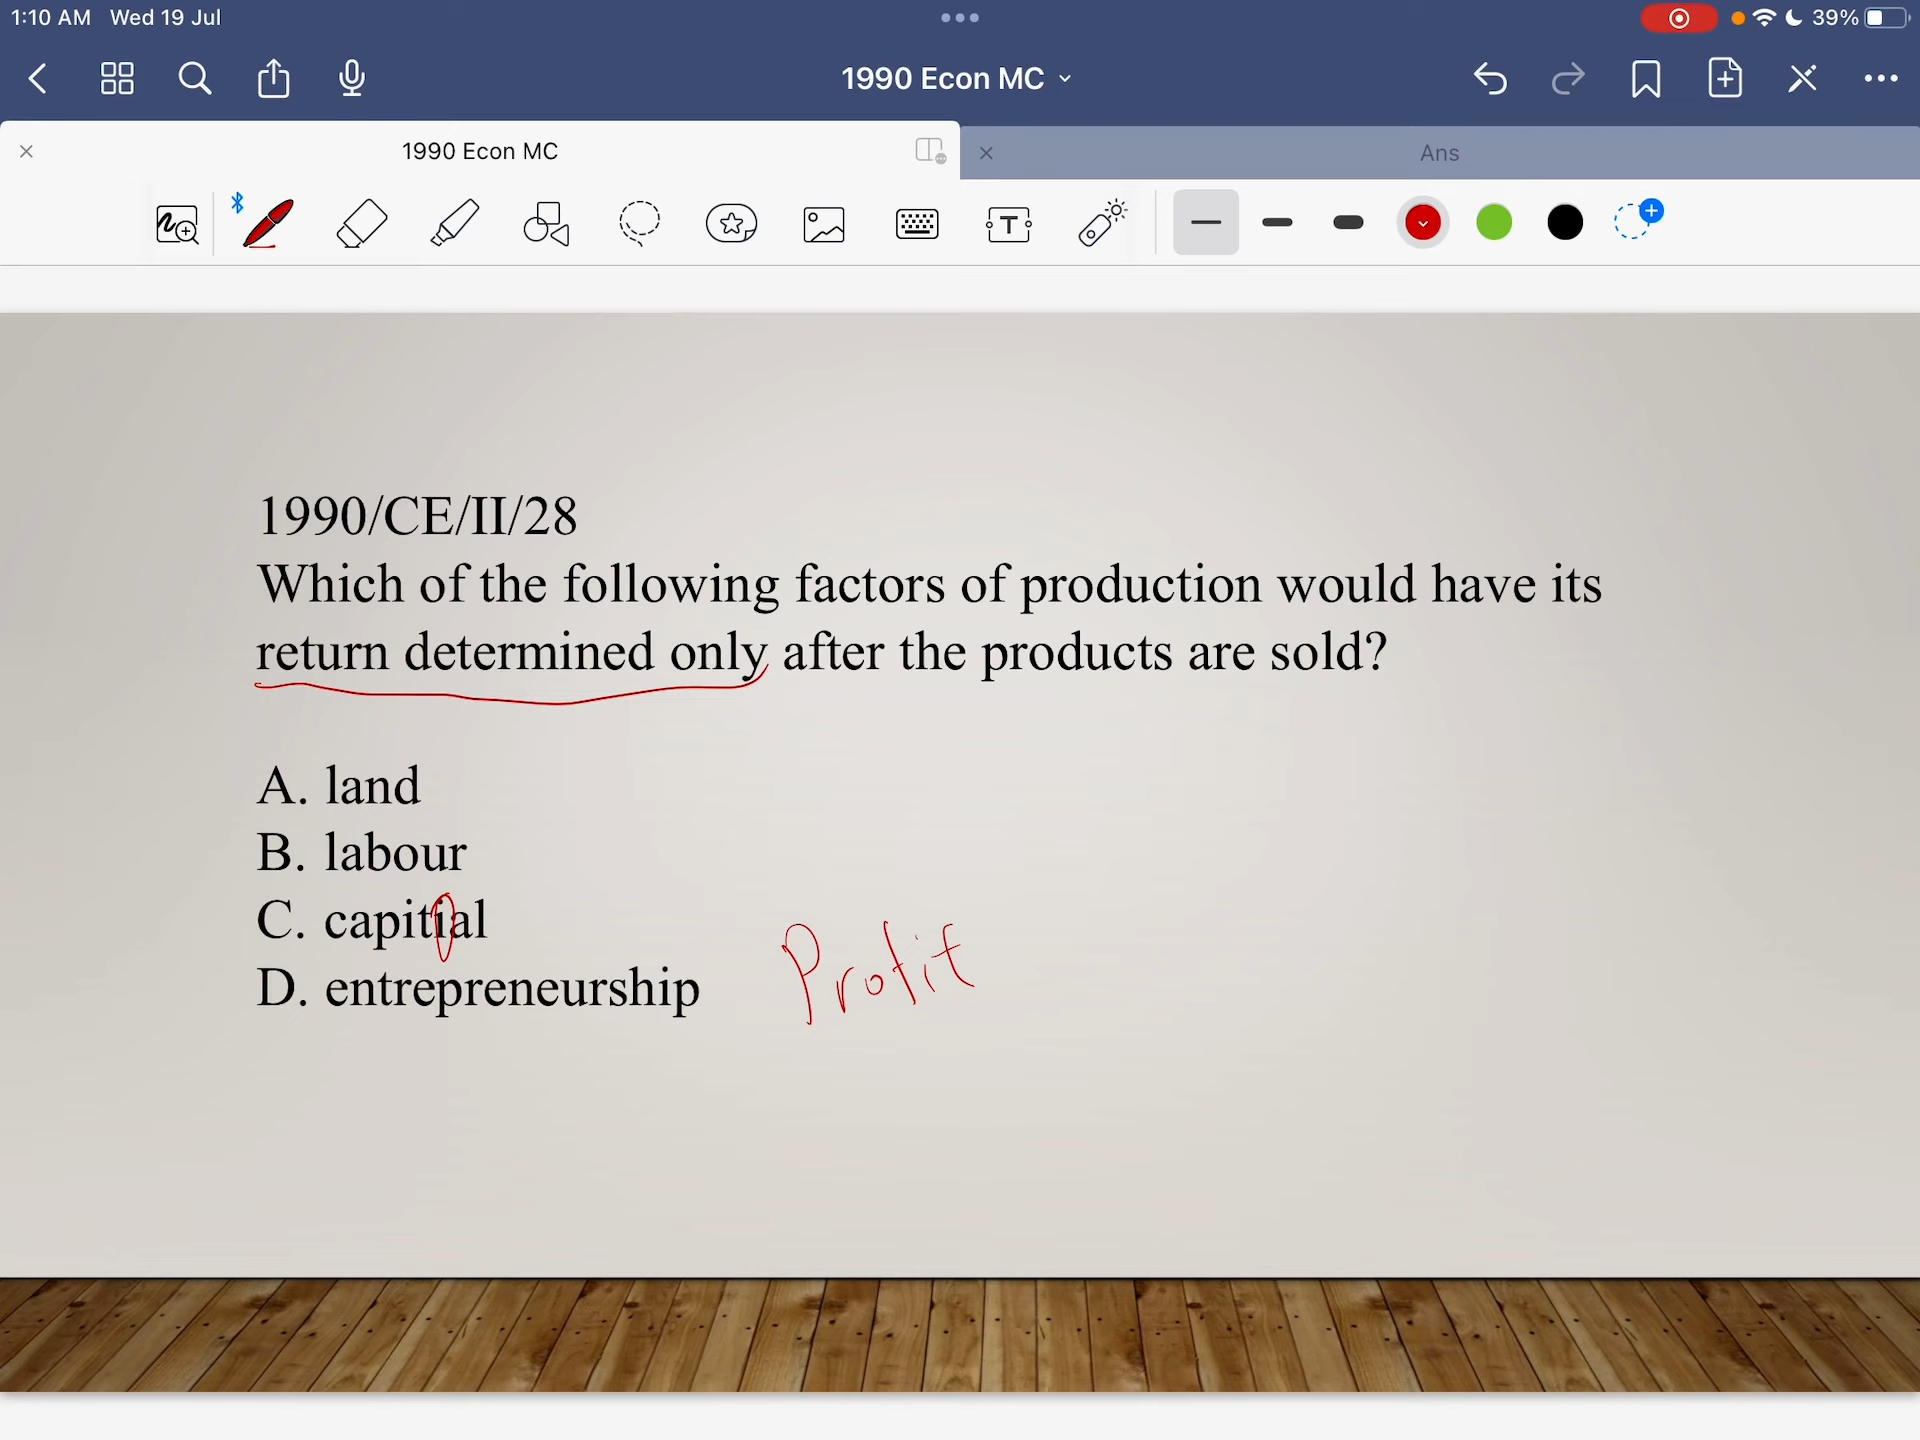 1:10 AM Wed 19 Jul
39%
1990 Econ MC
1990 Econ MC
Ans
T
1990/CE/II/28
Which of the following factors of production would have its
return determined only after the products are sold?
A. land
B. labour
C. capitial
D. entrepreneurship
Profit